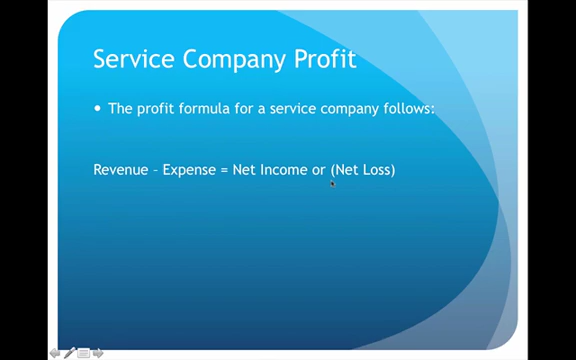 Service Company Profit
• The profit formula for a service company follows:
Revenue – Expense = Net Income or (Net Loss)